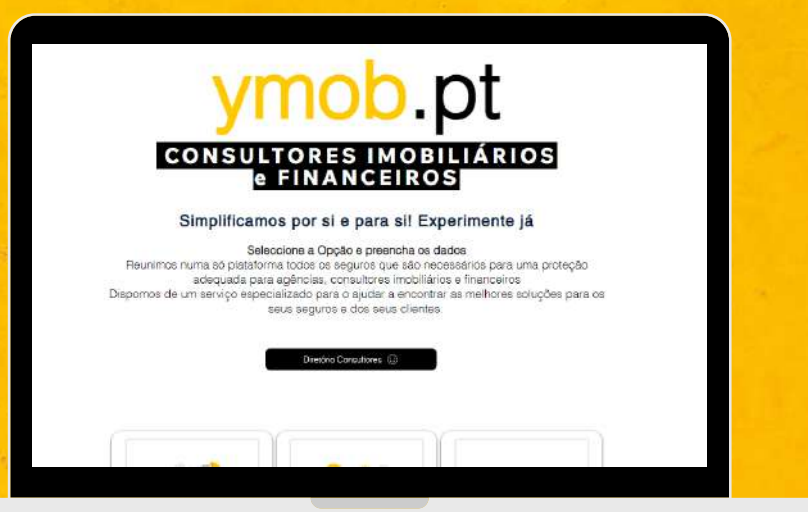 ymob.pt
CONSULTORES IMOBILIÁRIOS
e FINANCEIROS
Simplificamos por si e para si! Experimente já
Seleccione a Opção e preencha os dados
Reunimos numa só plataforma todos os seguros que são necessários para uma proteção
adequada para agências, consultores imobiliários e financeiros
Dispomos de um serviço especializado para o ajudar a encontrar as melhores soluções para os
seus seguros e dos seus clientes.
Diretório Consultores